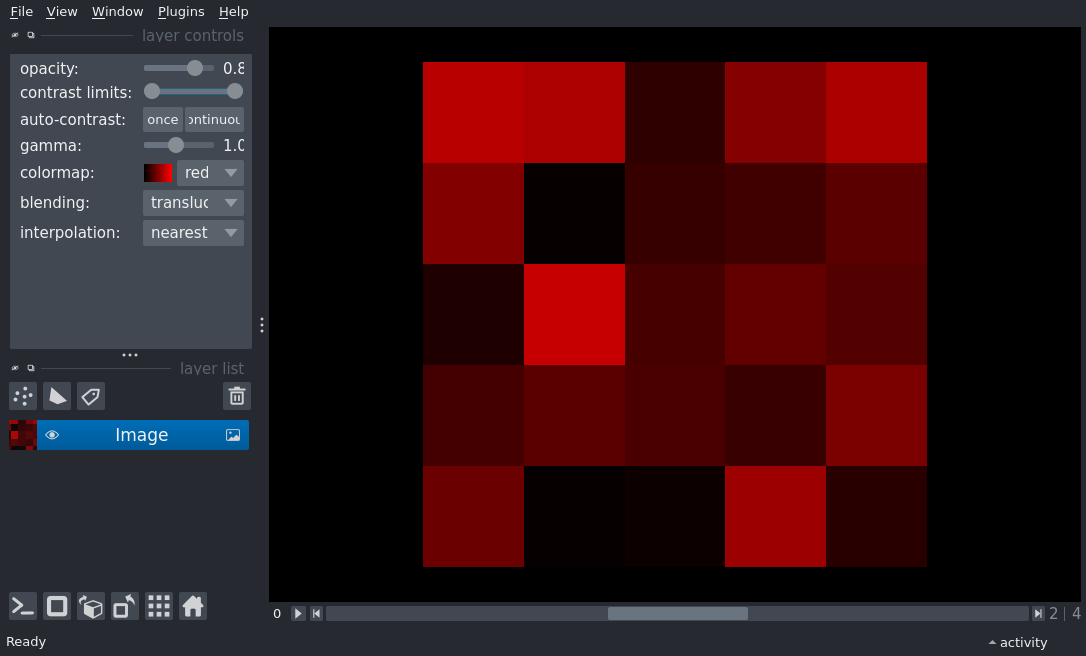 File View Window Plugins Help
layer controls
opacity: 0.8
contrast limits:
auto-contrast: once ontinuou
gamma: 1.0
colormap: red
blending: transluc
interpolation: nearest
layer list
Image
0 2 | 4
Ready
activity